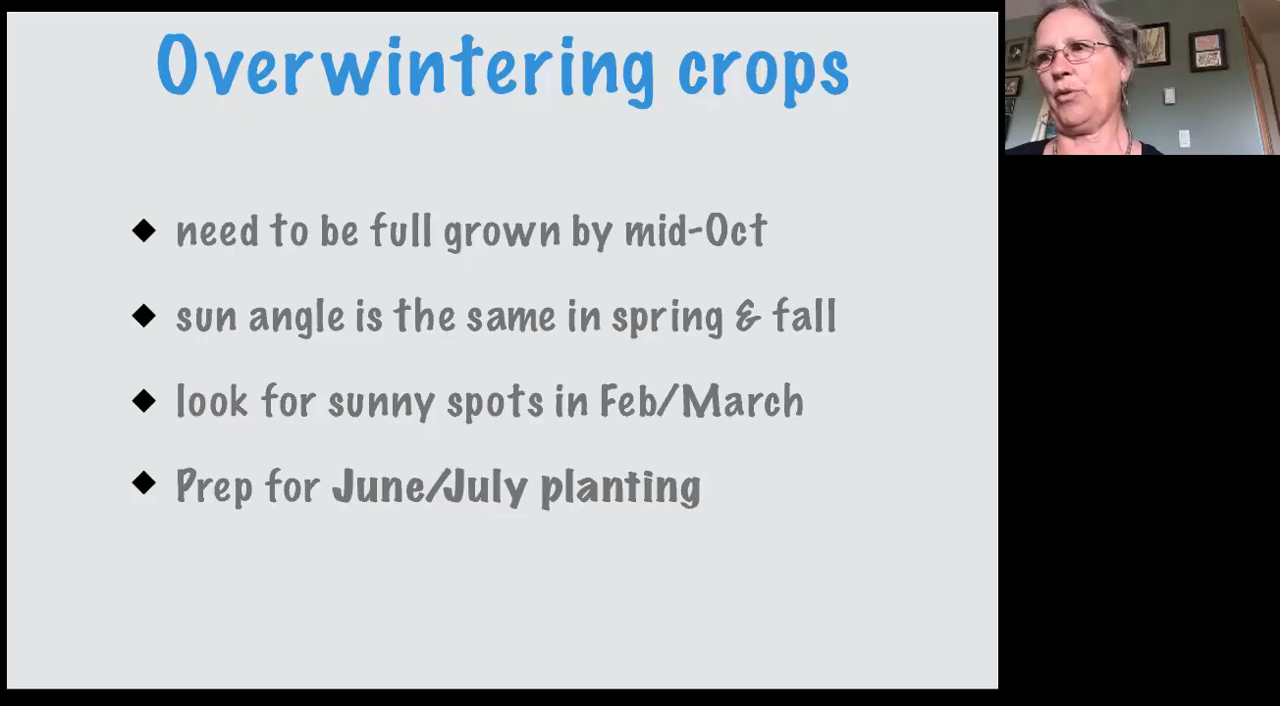 Overwintering crops
need to be full grown by mid-Oct
sun angle is the same in spring & fall
look for sunny spots in Feb/March
Prep for June/July planting